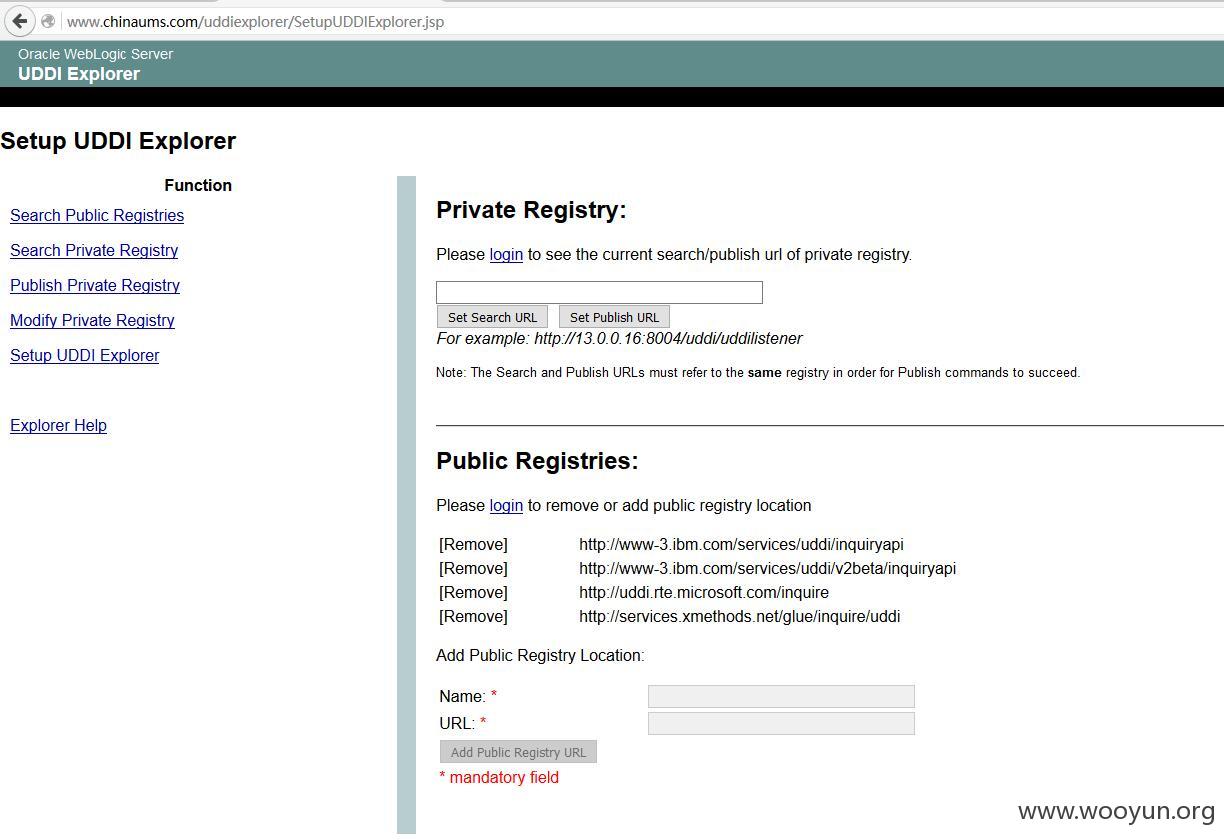 www.chinaums.com/uddiexplorer/SetupUDDIExplorer.jsp
Oracle WebLogic Server
UDDI Explorer
Setup UDDI Explorer
Function
Search Public Registries
Search Private Registry
Publish Private Registry
Modify Private Registry
Setup UDDI Explorer
Explorer Help
Private Registry:
Please login to see the current search/publish url of private registry.
Set Search URL Set Publish URL
For example: http://13.0.0.16:8004/uddi/uddilistener
Note: The Search and Publish URLs must refer to the same registry in order for Publish commands to succeed.
Public Registries:
Please login to remove or add public registry location
[Remove] http://www-3.ibm.com/services/uddi/inquiryapi
[Remove] http://www-3.ibm.com/services/uddi/v2beta/inquiryapi
[Remove] http://uddi.rte.microsoft.com/inquire
[Remove] http://services.xmethods.net/glue/inquire/uddi
Add Public Registry Location:
Name: *
URL: *
Add Public Registry URL
* mandatory field
www.wooyun.org